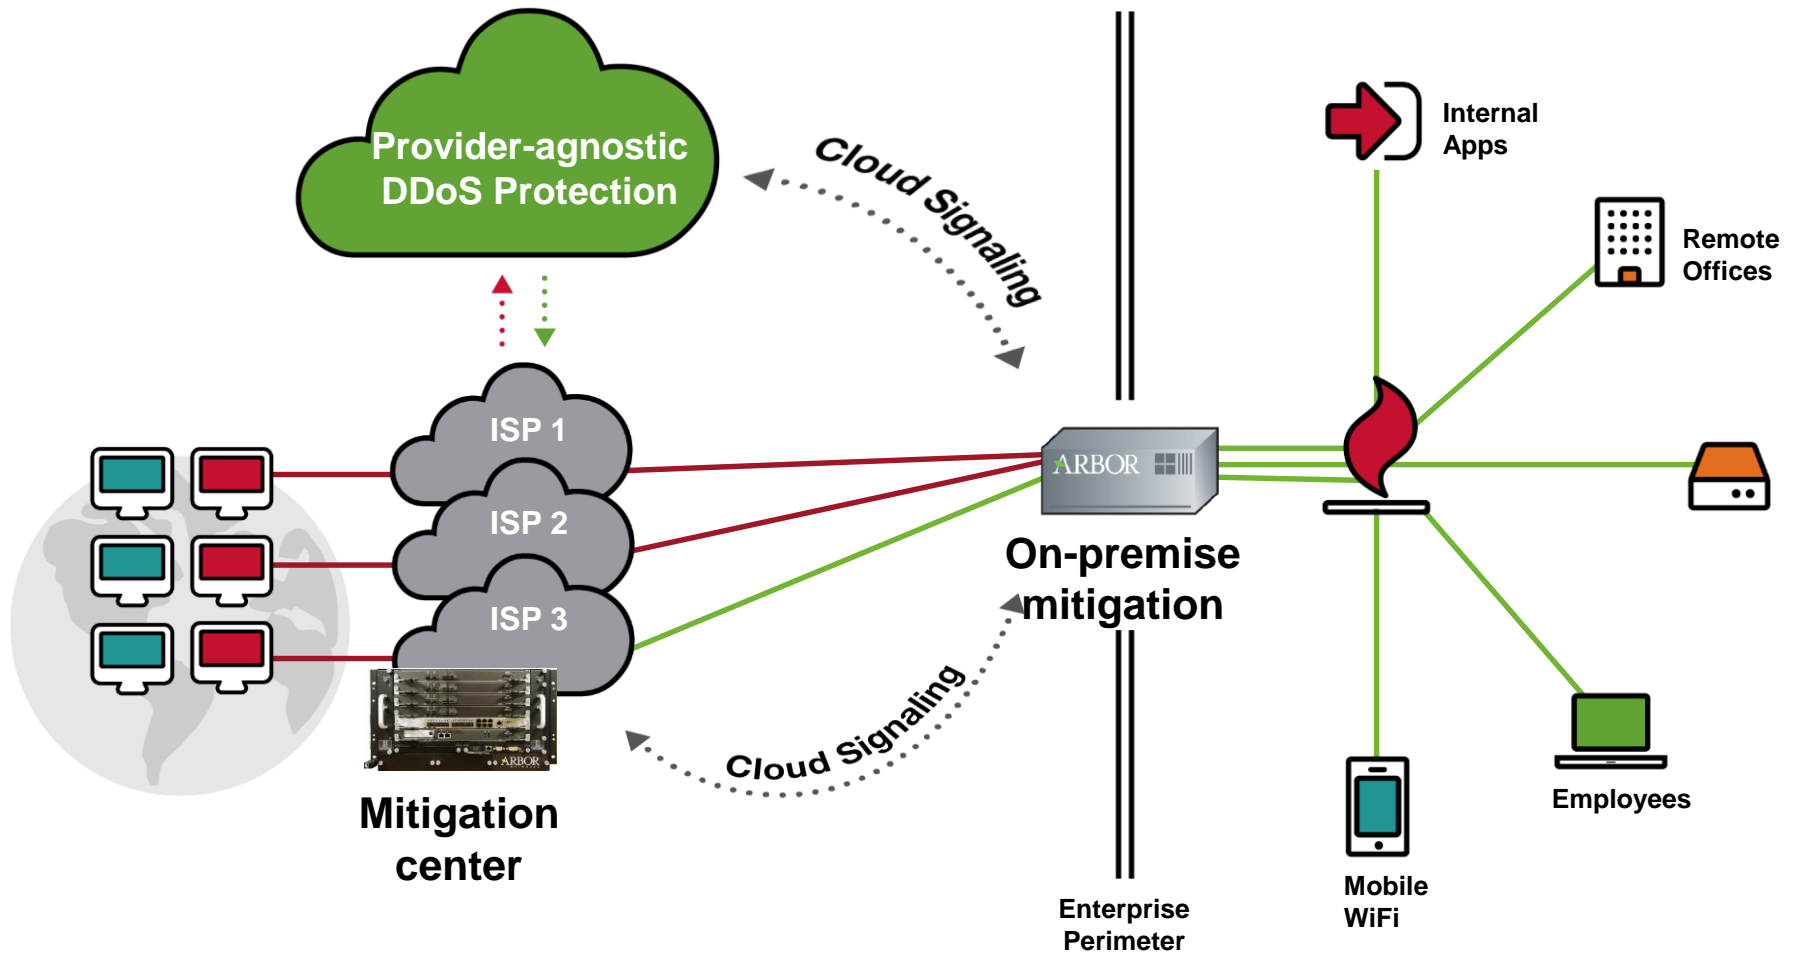 Provider-agnostic
DDoS Protection
Cloud Signaling
Internal
Apps
Remote
Offices
ISP 1
ISP 2
ISP 3
ARBOR
On-premise
mitigation
Cloud Signaling
ARBOR
Mitigation
center
Employees
Mobile
WiFi
Enterprise
Perimeter